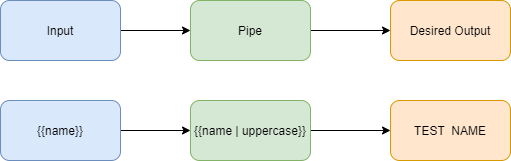 Input
Pipe
Desired Output
{{name}}
{{name | uppercase}}
TEST NAME